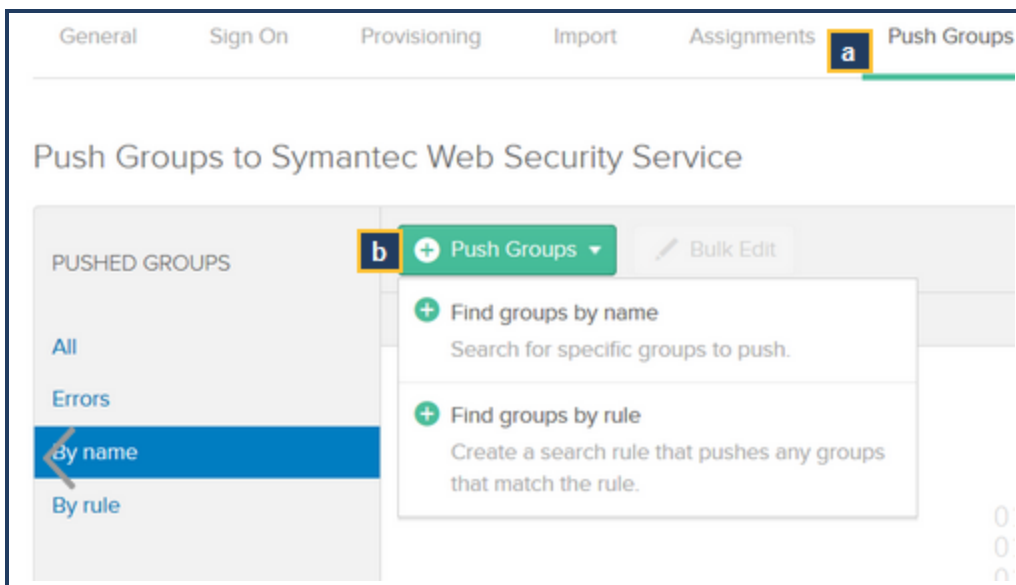 General Sign On Provisioning Import Assignments a Push Groups
Push Groups to Symantec Web Security Service
PUSHED GROUPS
b Push Groups Bulk Edit
Find groups by name
Search for specific groups to push.
All
Errors
Find groups by rule
Create a search rule that pushes any groups
that match the rule.
By name
By rule